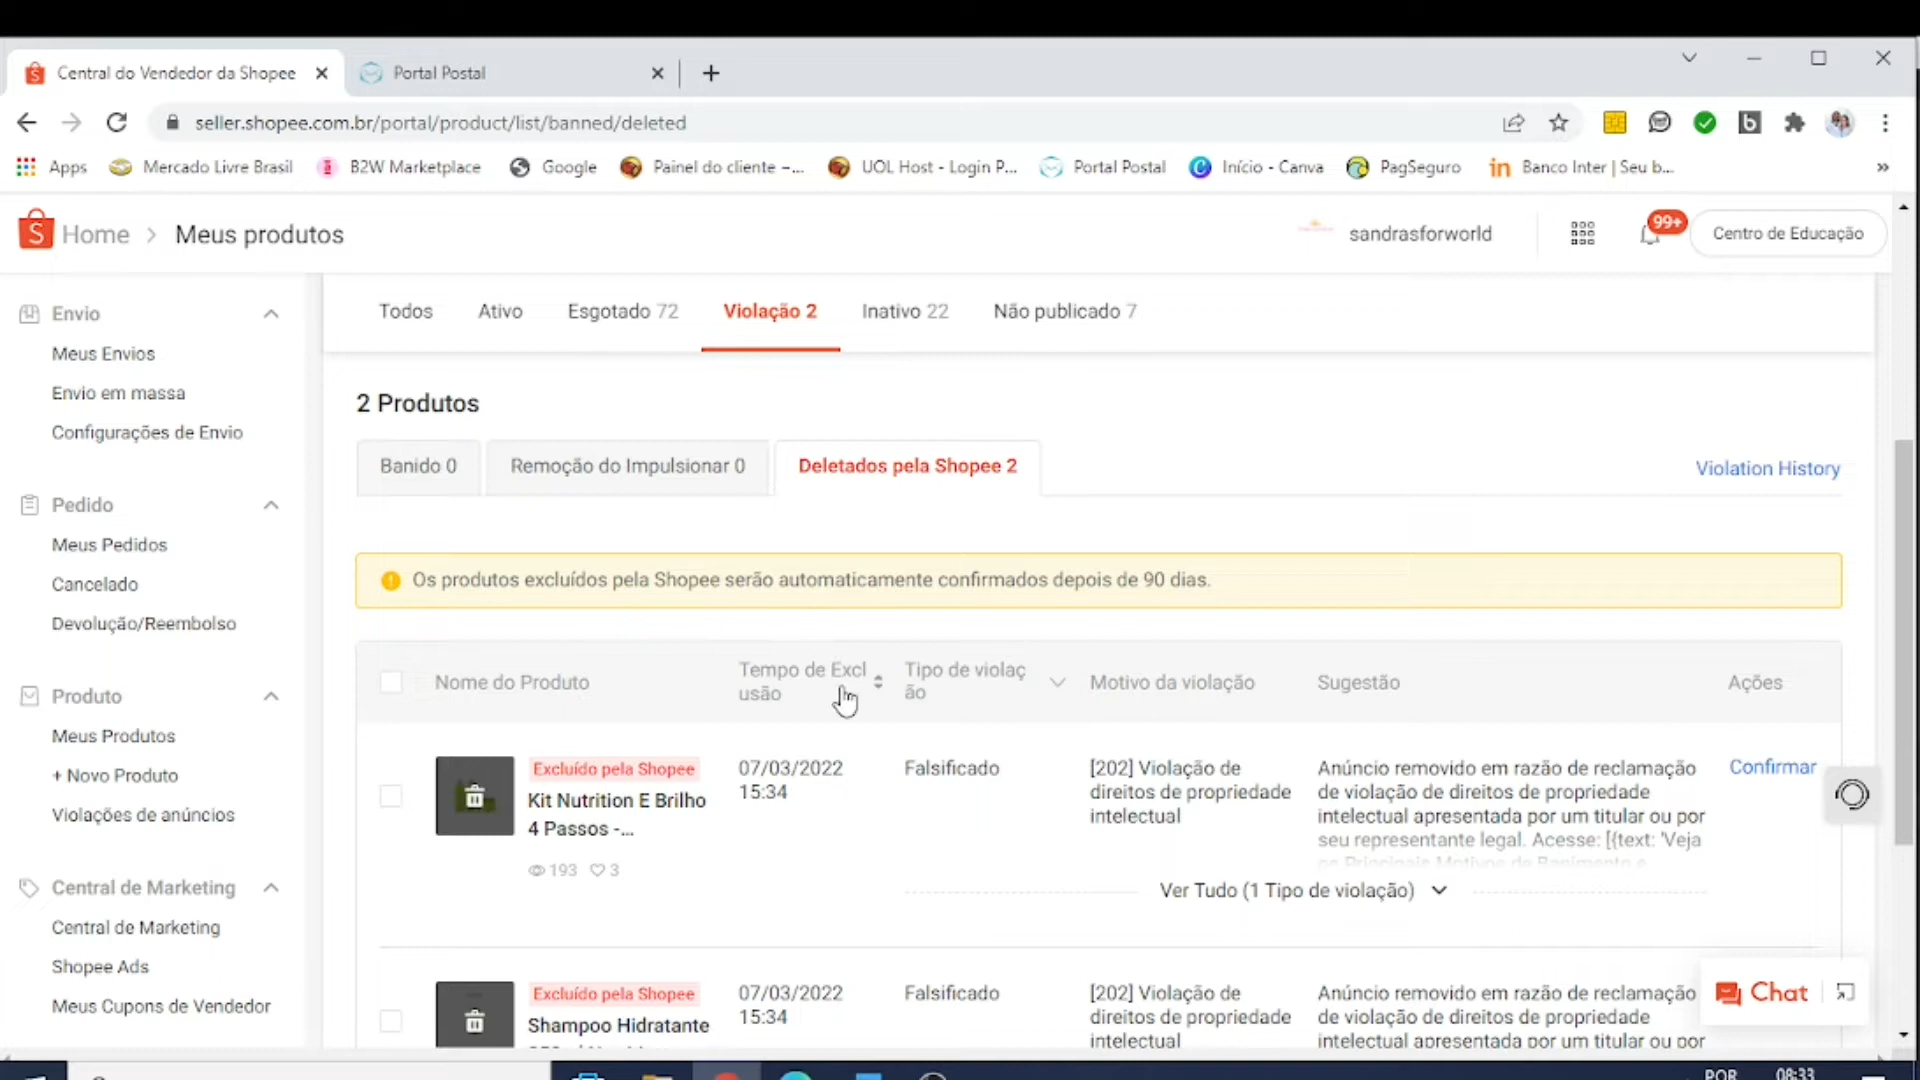 Central do Vendedor da Shopee
Portal Postal
seller.shopee.com.br/portal/product/list/banned/deleted
Apps
Mercado Livre Brasil
B2W Marketplace
Google
Painel do cliente –...
UOL Host - Login P...
Portal Postal
Início - Canva
PagSeguro
Banco Inter | Seu b...
»
Home > Meus produtos
sandrasforworld
99+
Centro de Educação
Envio
Meus Envios
Envio em massa
Configurações de Envio
Pedido
Meus Pedidos
Cancelado
Devolução/Reembolso
Produto
Meus Produtos
+ Novo Produto
Violações de anúncios
Central de Marketing
Central de Marketing
Shopee Ads
Meus Cupons de Vendedor
Todos
Ativo
Esgotado 72
Violação 2
Inativo 22
Não publicado 7
2 Produtos
Banido 0
Remoção do Impulsionar 0
Deletados pela Shopee 2
Violation History
Os produtos excluídos pela Shopee serão automaticamente confirmados depois de 90 dias.
Nome do Produto
Tempo de Excl
usão
Tipo de violaç
ão
Motivo da violação
Sugestão
Ações
Excluído pela Shopee
Kit Nutrition E Brilho
4 Passos -...
193
3
07/03/2022
15:34
Falsificado
[202] Violação de
direitos de propriedade
intelectual
Anúncio removido em razão de reclamação
de violação de direitos de propriedade
intelectual apresentada por um titular ou por
seu representante legal. Acesse: [{text: 'Veja
os Principais Motivos de Banimento e
Confirmar
Ver Tudo (1 Tipo de violação)
Excluído pela Shopee
Shampoo Hidratante
07/03/2022
15:34
Falsificado
[202] Violação de
direitos de propriedade
intelectual
Anúncio removido em razão de reclamação
de violação de direitos de propriedade
intelectual apresentada por um titular ou por
Chat
POR
08:33